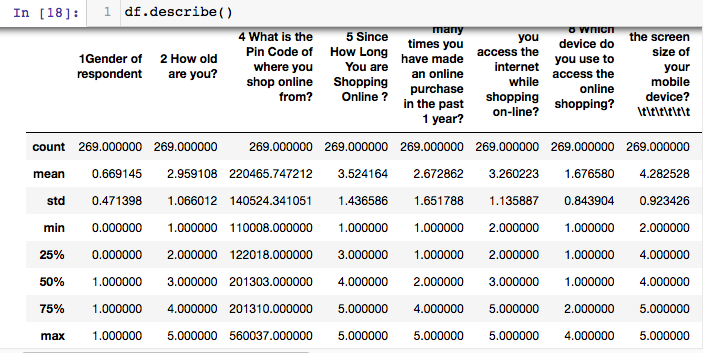 In [18]: 1 df.describe()
1Gender of respondent 2 How old are you? 4 What is the Pin Code of where you shop online from? 5 Since How Long You are Shopping Online ? many times you have made an online purchase in the past 1 year? you access the internet while shopping on-line? 8 Which device do you use to access the online shopping? the screen size of your mobile device? \t\t\t\t\t
count 269.000000 269.000000 269.000000 269.000000 269.000000 269.000000 269.000000 269.000000
mean 0.669145 2.959108 220465.747212 3.524164 2.672862 3.260223 1.676580 4.282528
std 0.471398 1.066012 140524.341051 1.436586 1.651788 1.135887 0.843904 0.923426
min 0.000000 1.000000 110008.000000 1.000000 1.000000 2.000000 1.000000 2.000000
25% 0.000000 2.000000 122018.000000 3.000000 1.000000 2.000000 1.000000 4.000000
50% 1.000000 3.000000 201303.000000 4.000000 2.000000 3.000000 1.000000 4.000000
75% 1.000000 4.000000 201310.000000 5.000000 4.000000 3.000000 2.000000 5.000000
max 1.000000 5.000000 560037.000000 5.000000 5.000000 5.000000 4.000000 5.000000